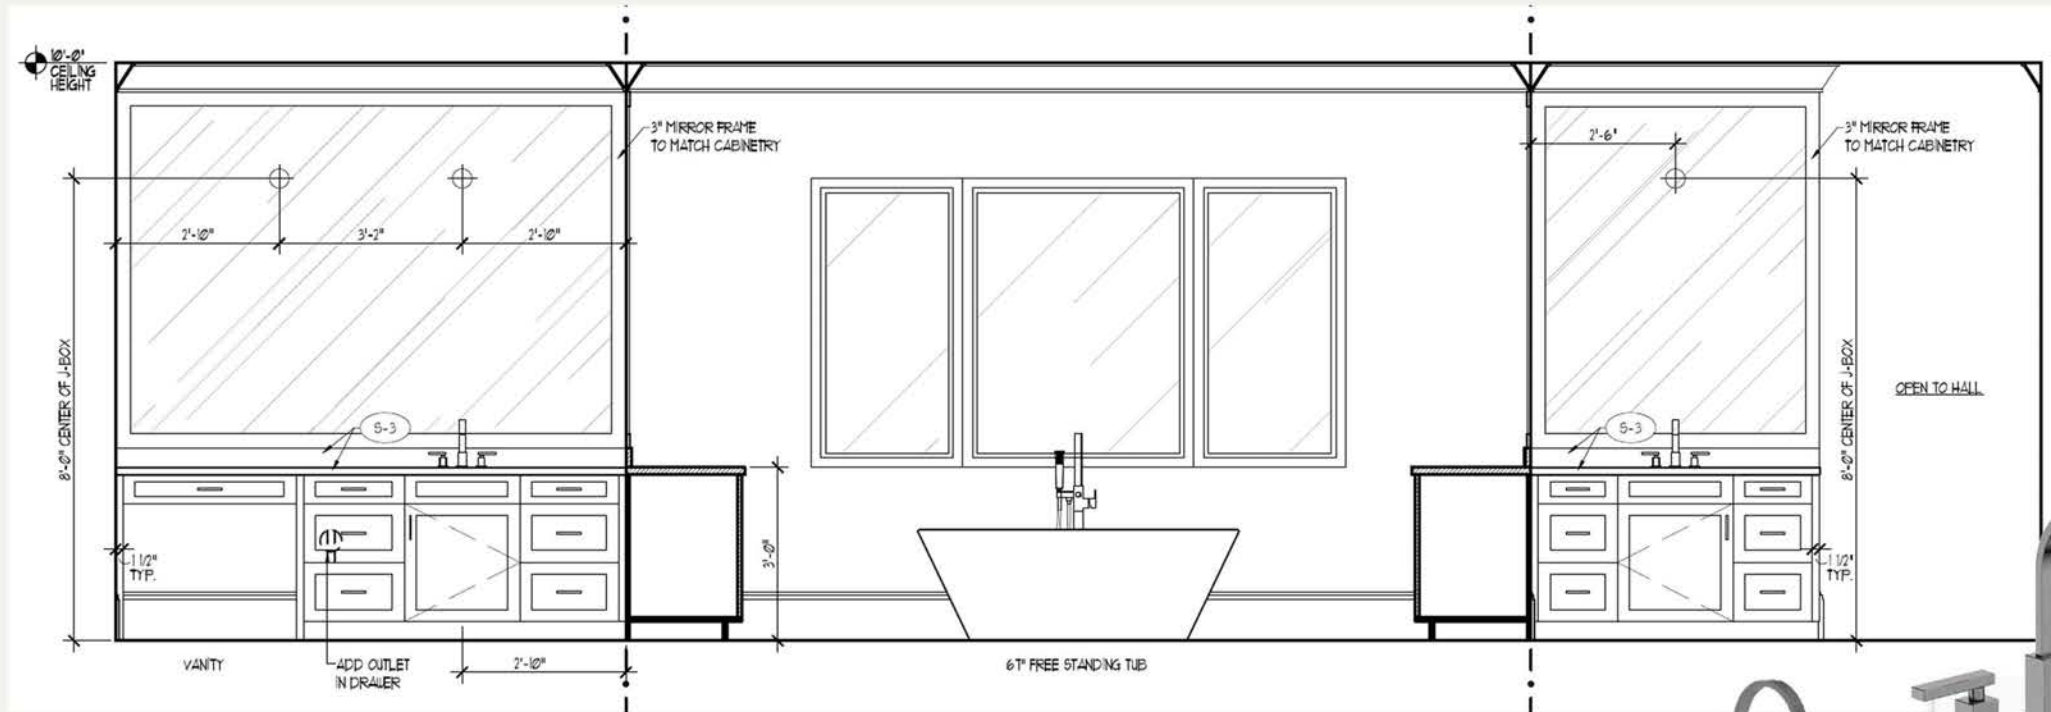 10'-0"
CEILING
HEIGHT
3" MIRROR FRAME
TO MATCH CABINETRY
2'-6"
3" MIRROR FRAME
TO MATCH CABINETRY
2'-10"
3'-2"
2'-10"
8'-0" CENTER OF J-BOX
8'-0" CENTER OF J-BOX
OPEN TO HALL
S-3
S-3
1 1/2"
TYP.
3'-0"
1 1/2"
TYP.
VANITY
ADD OUTLET
IN DRAWER
2'-10"
67" FREE STANDING TUB